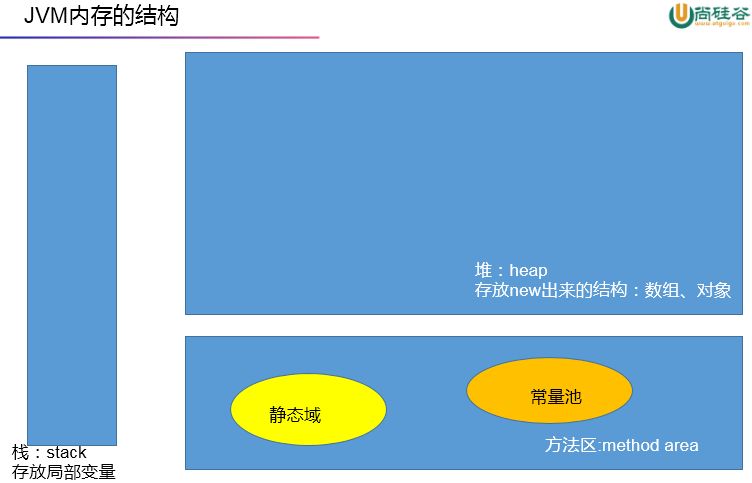 JVM内存的结构
尚硅谷
www.atguigu.com
堆：heap
存放new出来的结构：数组、对象
静态域
常量池
方法区:method area
栈：stack
存放局部变量